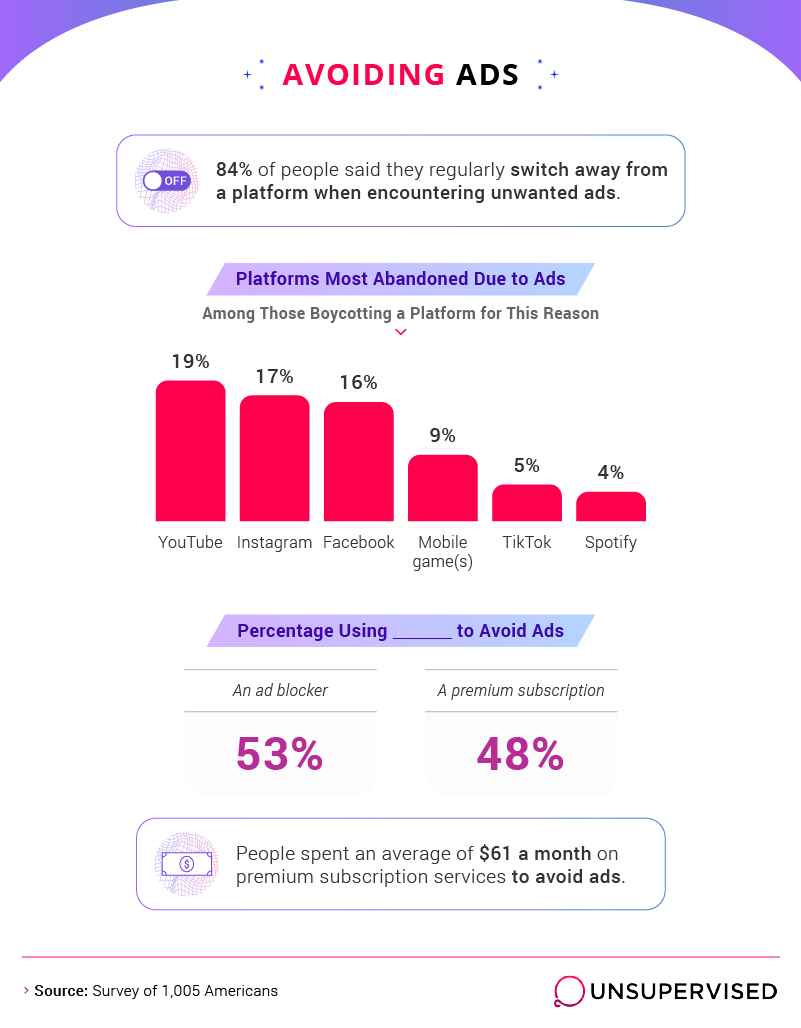 AVOIDING ADS
OFF
84% of people said they regularly switch away from
a platform when encountering unwanted ads.
Platforms Most Abandoned Due to Ads
Among Those Boycotting a Platform for This Reason
19%
17%
16%
9%
5%
4%
YouTube
Instagram
Facebook
Mobile
game(s)
TikTok
Spotify
Percentage Using ______ to Avoid Ads
An ad blocker
A premium subscription
53%
48%
$
People spent an average of $61 a month on
premium subscription services to avoid ads.
Source: Survey of 1,005 Americans
UNSUPERVISED